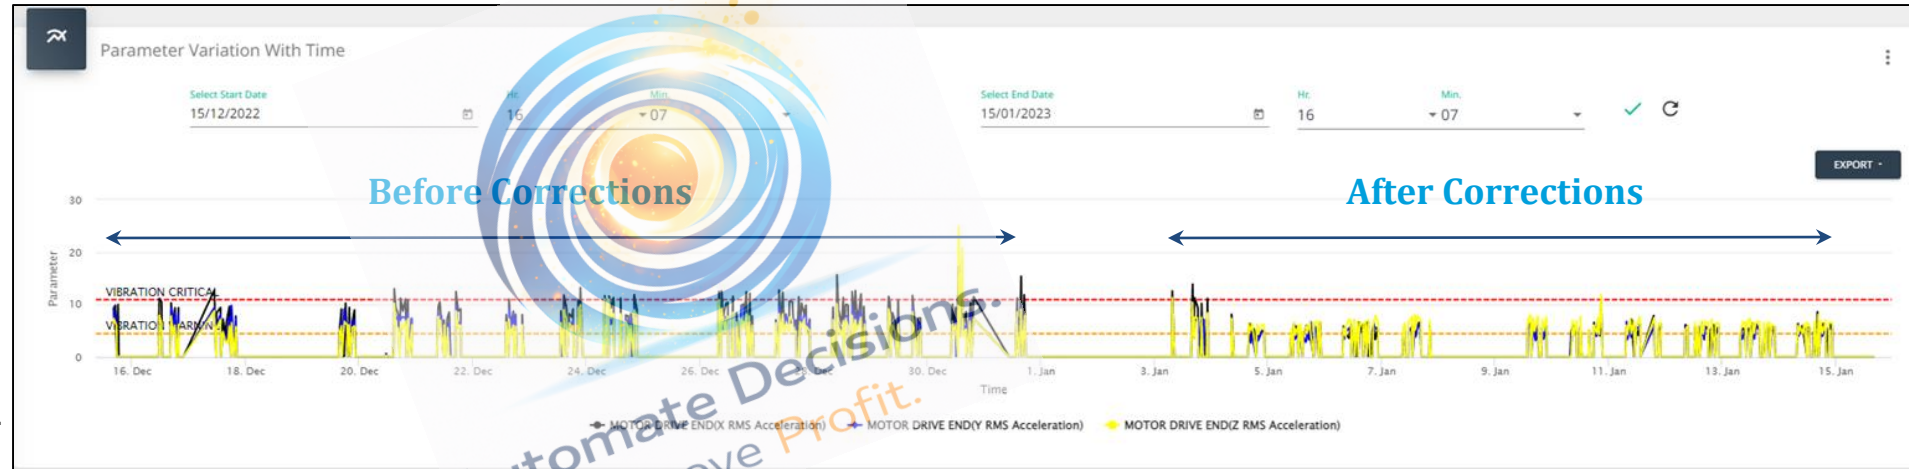 Parameter Variation With Time
Select Start Date
15/12/2022
Hr.
16
Min.
07
Select End Date
15/01/2023
Hr.
16
Min.
07
EXPORT
Before Corrections
After Corrections
30
20
10
0
Parameter
VIBRATION CRITICAL
VIBRATION WARNING
16. Dec 18. Dec 20. Dec 22. Dec 24. Dec 26. Dec 28. Dec 30. Dec 1. Jan 3. Jan 5. Jan 7. Jan 9. Jan 11. Jan 13. Jan 15. Jan
Time
MOTOR DRIVE END(X RMS Acceleration) MOTOR DRIVE END(Y RMS Acceleration) MOTOR DRIVE END(Z RMS Acceleration)
Decisions.
Profit.